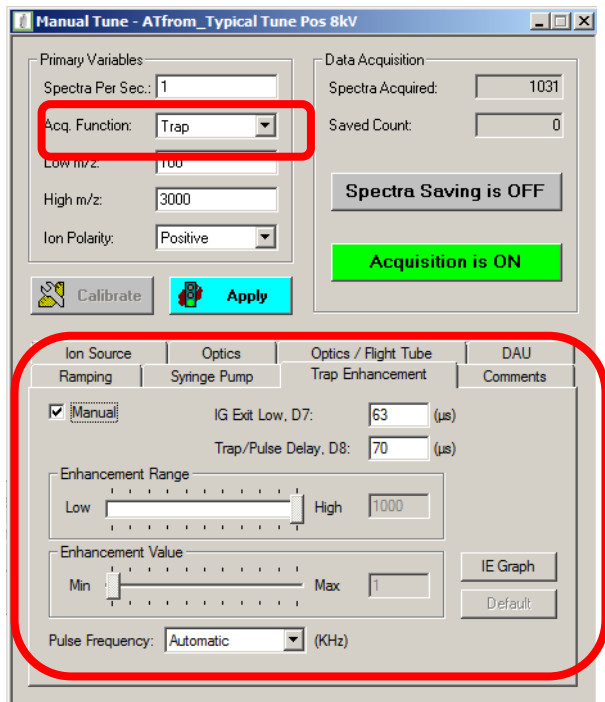 Manual Tune - ATfrom_Typical Tune Pos 8kV
Primary Variables
Spectra Per Sec.: 1
Acq. Function: Trap
Low m/z: 100
High m/z: 3000
Ion Polarity: Positive
Data Acquisition
Spectra Acquired: 1031
Saved Count: 0
Spectra Saving is OFF
Acquisition is ON
Calibrate Apply
Ion Source Optics Optics / Flight Tube DAU
Ramping Syringe Pump Trap Enhancement Comments
Manual IG Exit Low, D7: 63 (µs)
Trap/Pulse Delay, D8: 70 (µs)
Enhancement Range
Low High 1000
Enhancement Value
Min Max 1
IE Graph
Default
Pulse Frequency: Automatic (KHz)